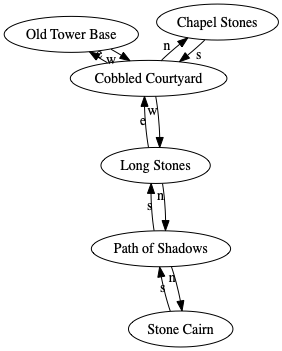 Old Tower Base
Chapel Stones
e
w
n
s
Cobbled Courtyard
e
w
Long Stones
s
n
Path of Shadows
s
n
Stone Cairn